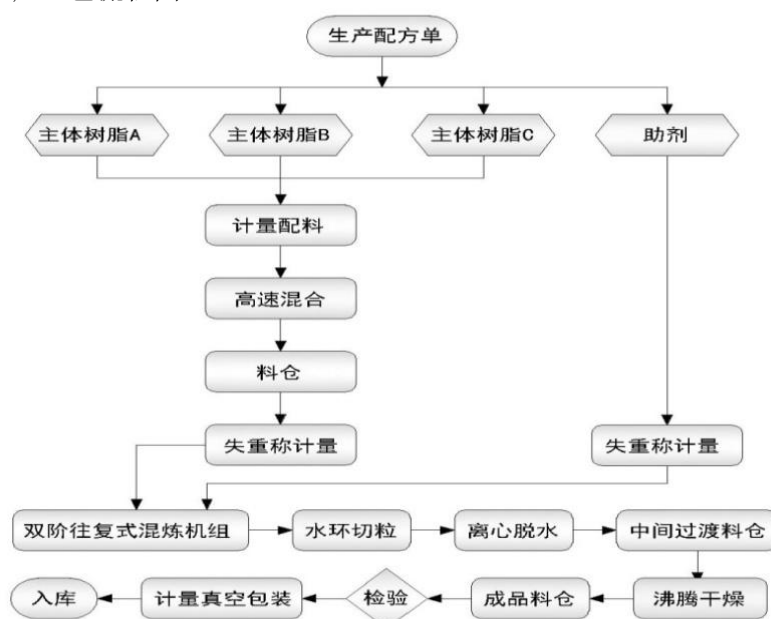 生产配方单
主体树脂A
主体树脂B
主体树脂C
助剂
计量配料
高速混合
料仓
失重称计量
失重称计量
双阶往复式混炼机组
水环切粒
离心脱水
中间过渡料仓
入库
计量真空包装
检验
成品料仓
沸腾干燥